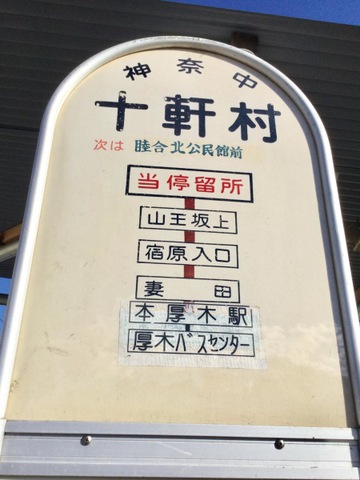 神奈中
十軒村
次は 睦合北公民館前
当停留所
山王坂上
宿原入口
妻田
本厚木駅
厚木バスセンター